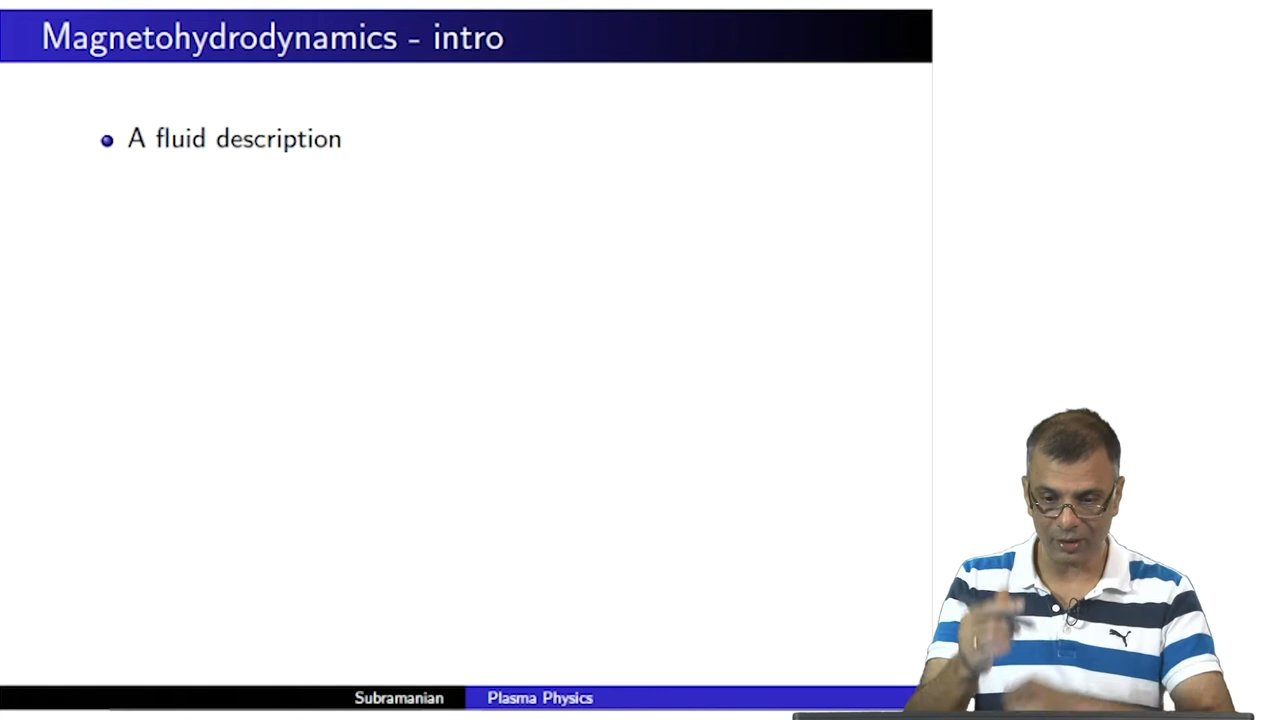 Magnetohydrodynamics - intro
A fluid description
Subramanian
Plasma Physics